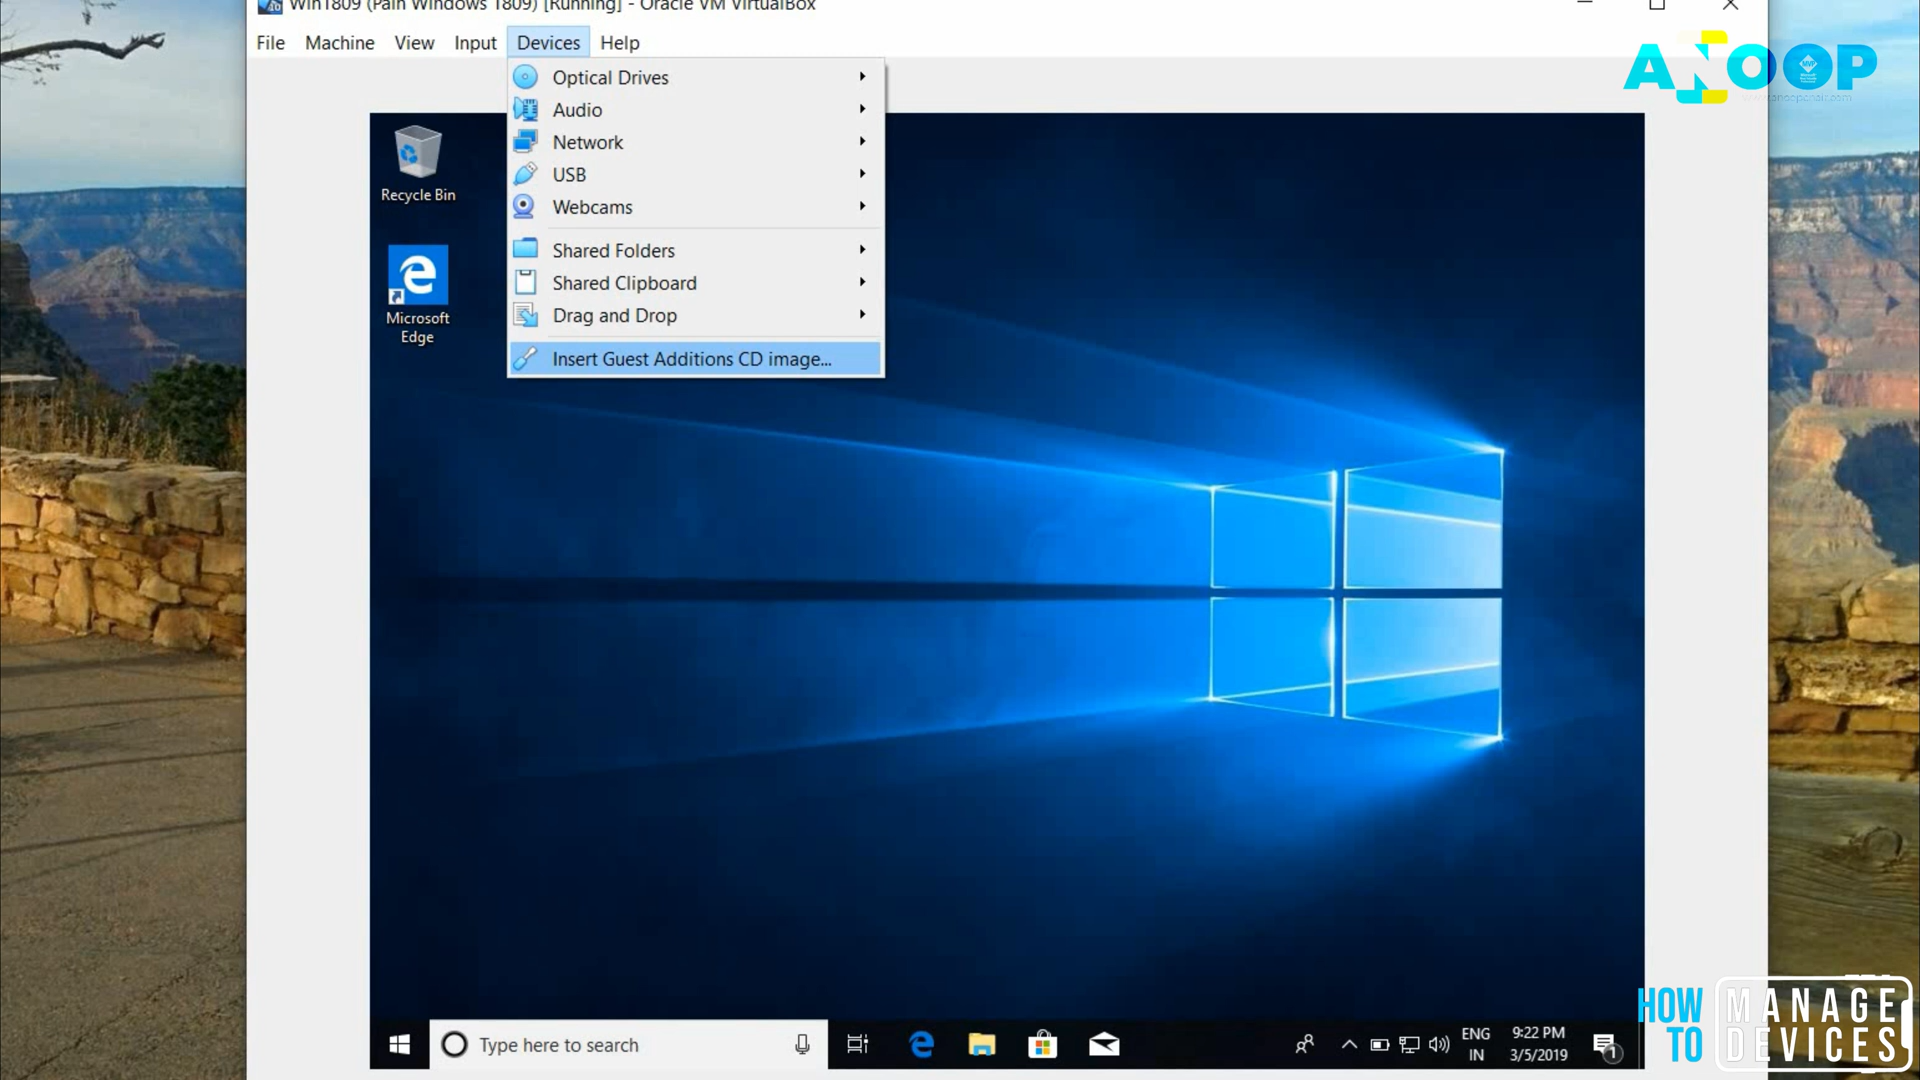 Win1809 (Pain Windows 1809) [Running] - Oracle VM VirtualBox
File Machine View Input Devices Help
ANOOP
MVP
Optical Drives
Audio
Network
USB
Webcams
Shared Folders
Shared Clipboard
Drag and Drop
Insert Guest Additions CD image...
Recycle Bin
Microsoft
Edge
Type here to search
ENG
IN
9:22 PM
3/5/2019
1
HOW
TO
MANAGE
DEVICES